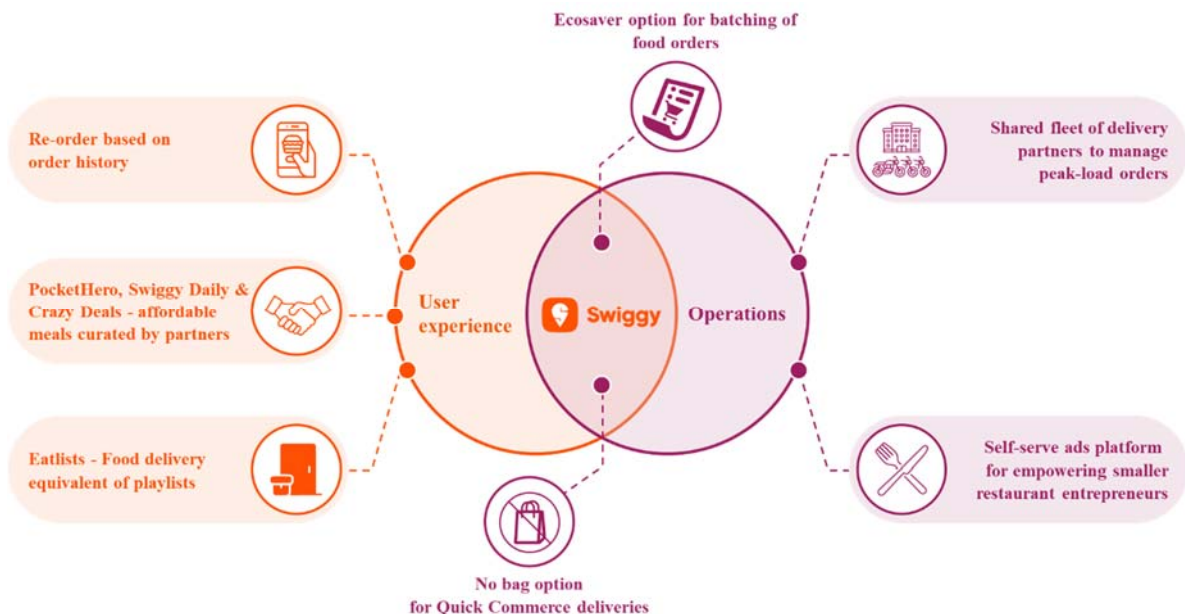 Ecosaver option for batching of
food orders
Re-order based on
order history
Shared fleet of delivery
partners to manage
peak-load orders
PocketHero, Swiggy Daily &
Crazy Deals - affordable
meals curated by partners
User
experience
Swiggy
Operations
Eatlists - Food delivery
equivalent of playlists
Self-serve ads platform
for empowering smaller
restaurant entrepreneurs
No bag option
for Quick Commerce deliveries